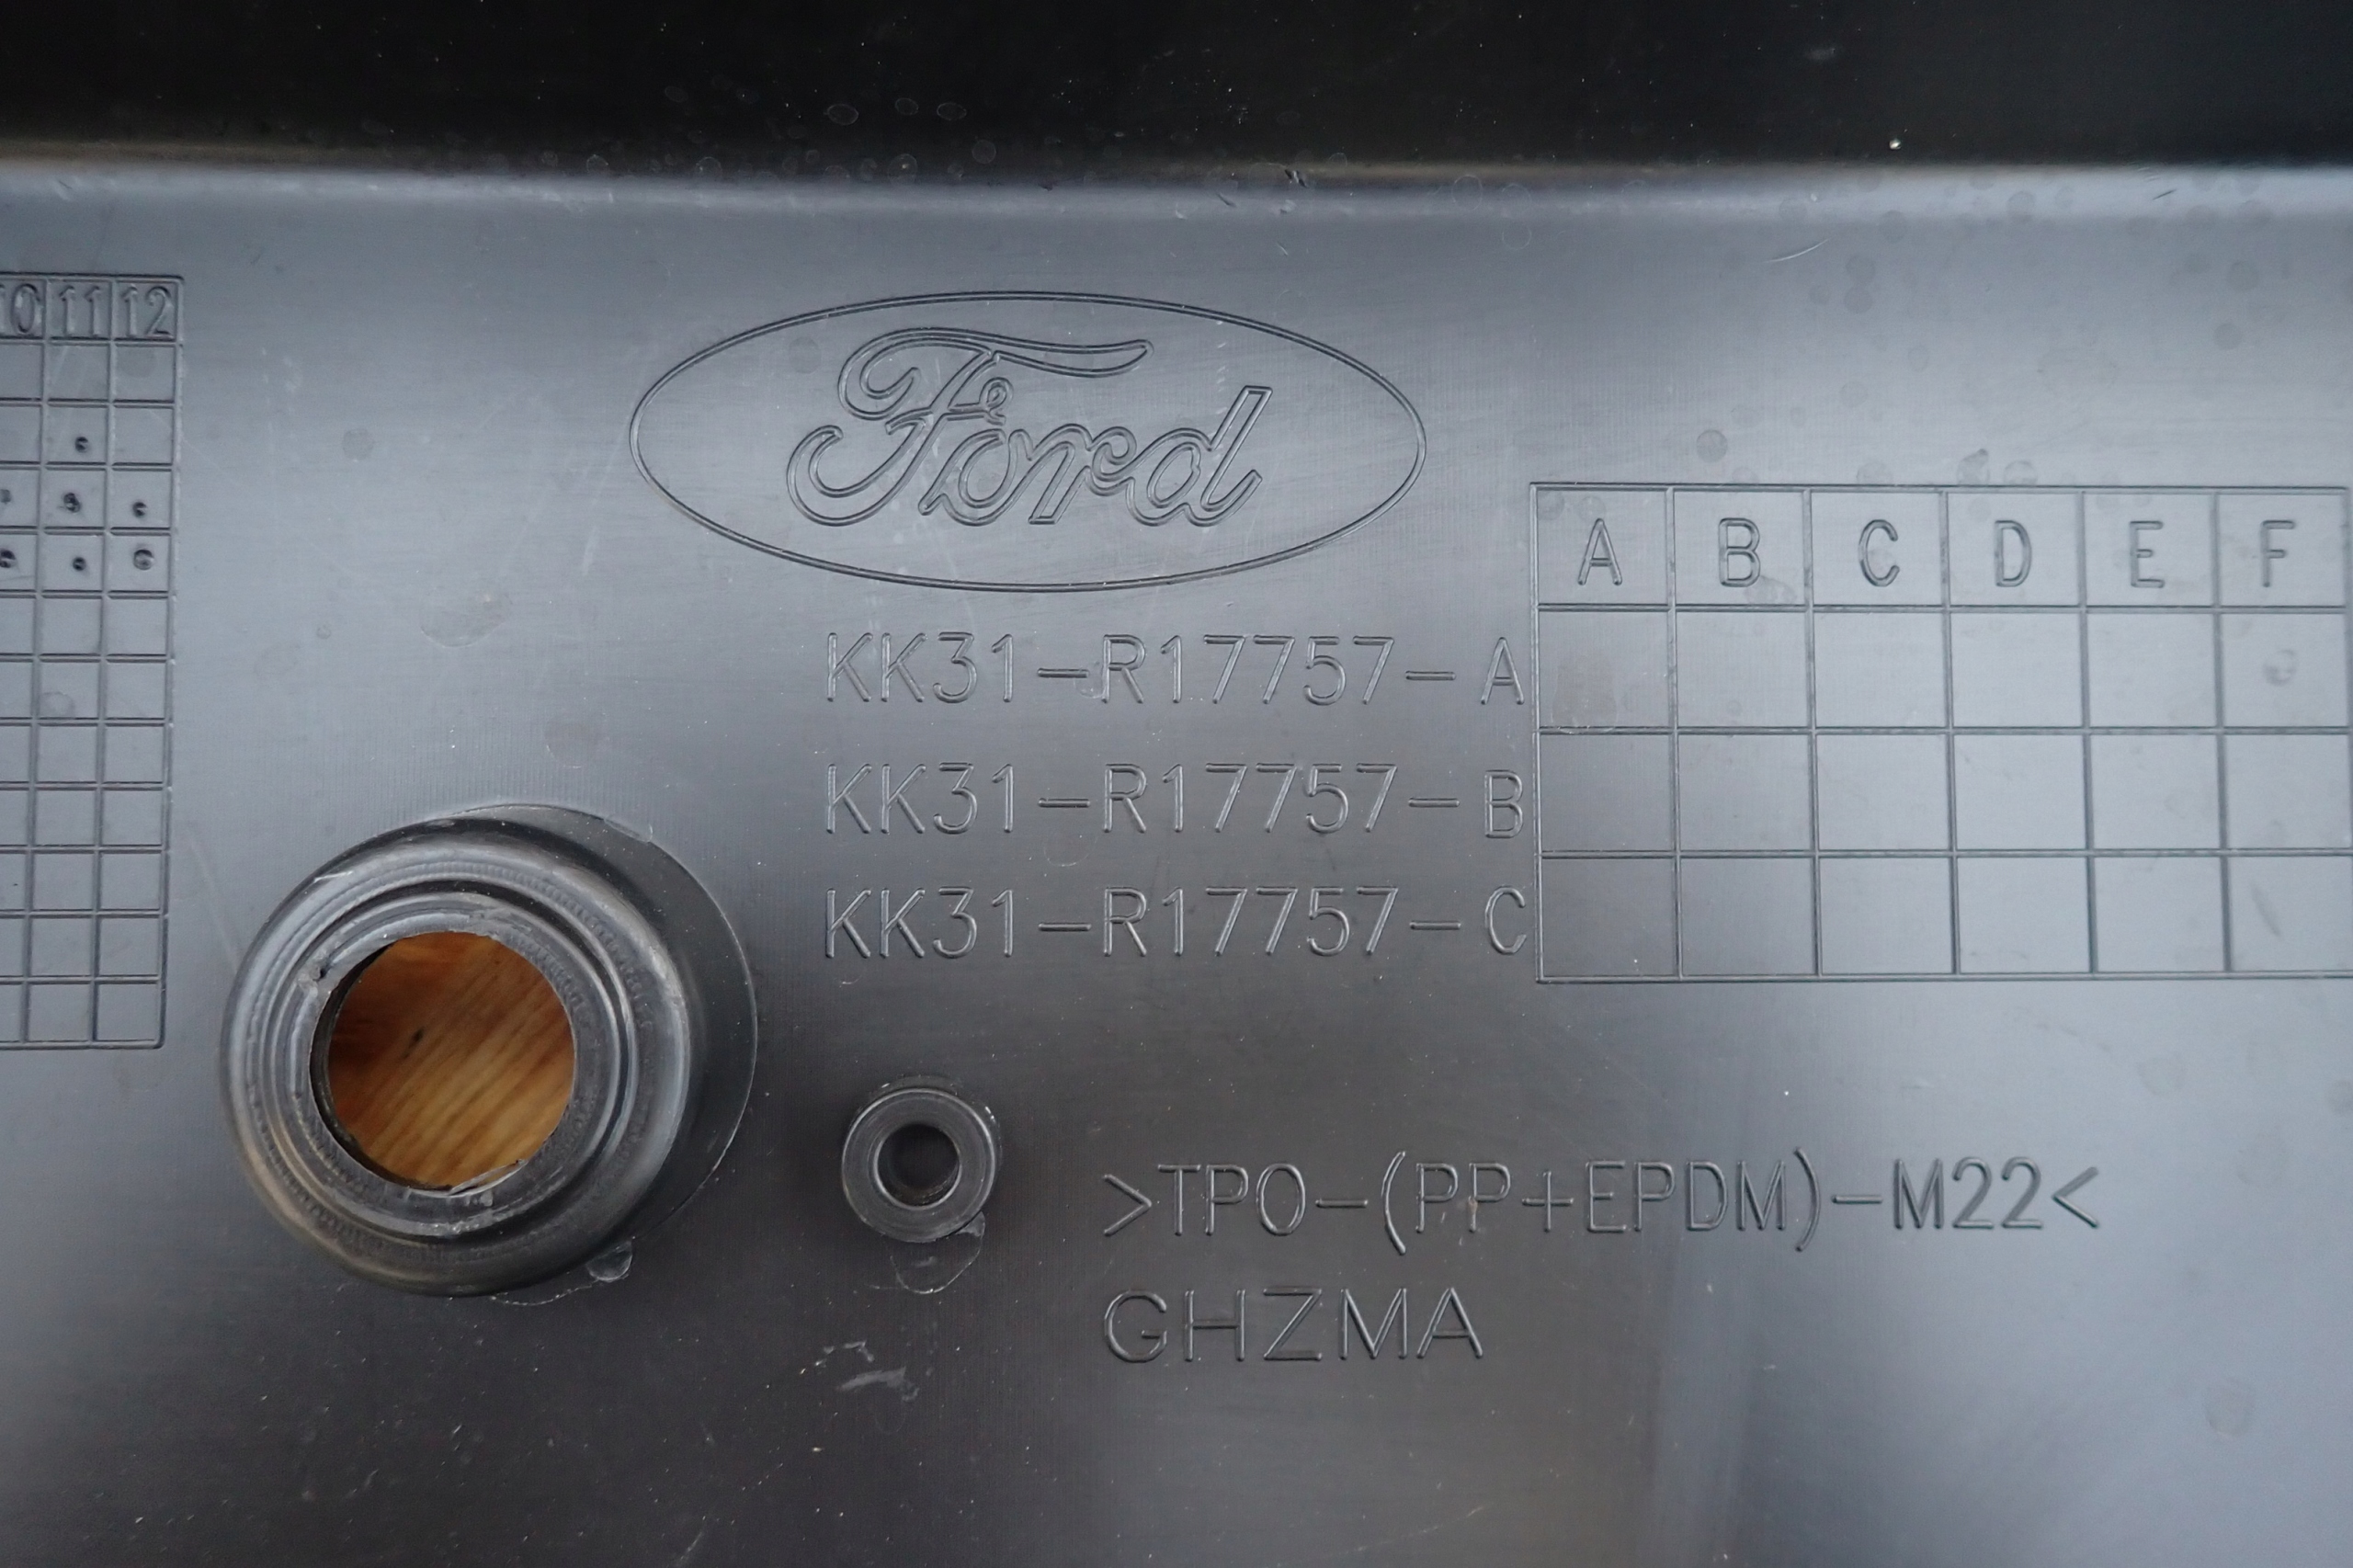 10 11 12
Ford
A B C D E F
KK31-R17757-A
KK31-R17757-B
KK31-R17757-C
>TPO-(PP+EPDM)-M22<
GHZMA